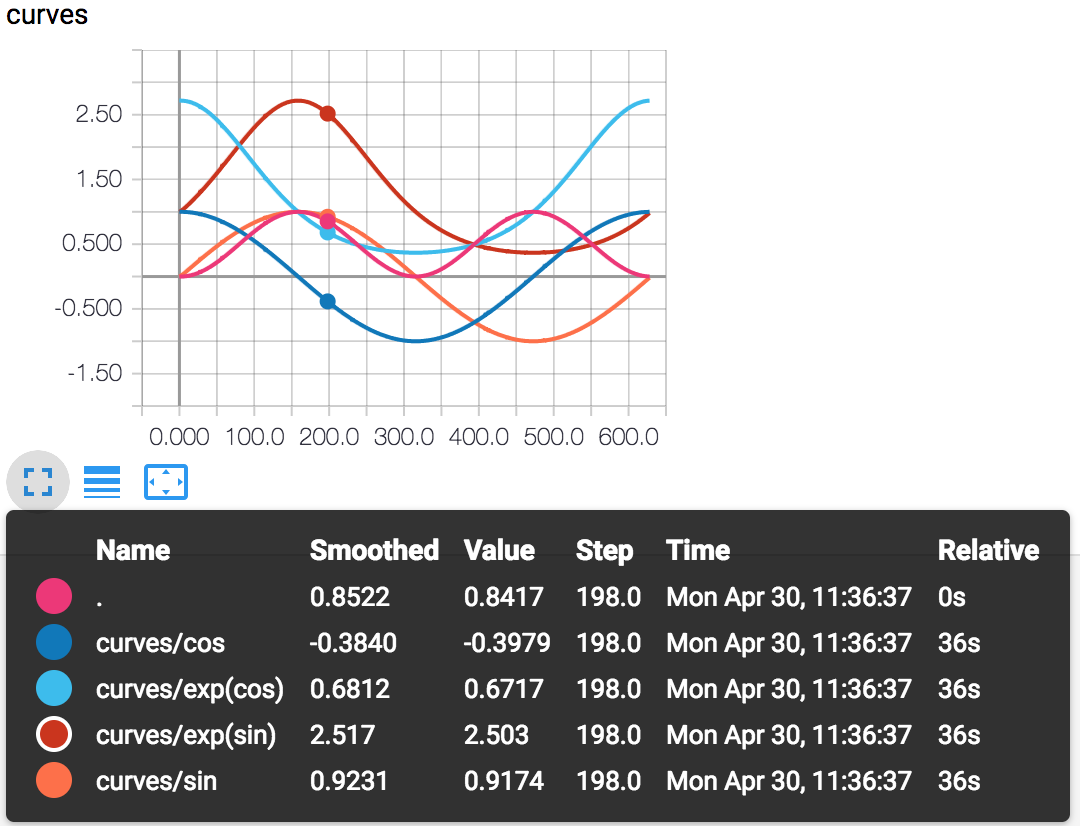 curves
2.50
1.50
0.500
-0.500
-1.50
0.000 100.0 200.0 300.0 400.0 500.0 600.0
Name Smoothed Value Step Time Relative
. 0.8522 0.8417 198.0 Mon Apr 30, 11:36:37 0s
curves/cos -0.3840 -0.3979 198.0 Mon Apr 30, 11:36:37 36s
curves/exp(cos) 0.6812 0.6717 198.0 Mon Apr 30, 11:36:37 36s
curves/exp(sin) 2.517 2.503 198.0 Mon Apr 30, 11:36:37 36s
curves/sin 0.9231 0.9174 198.0 Mon Apr 30, 11:36:37 36s